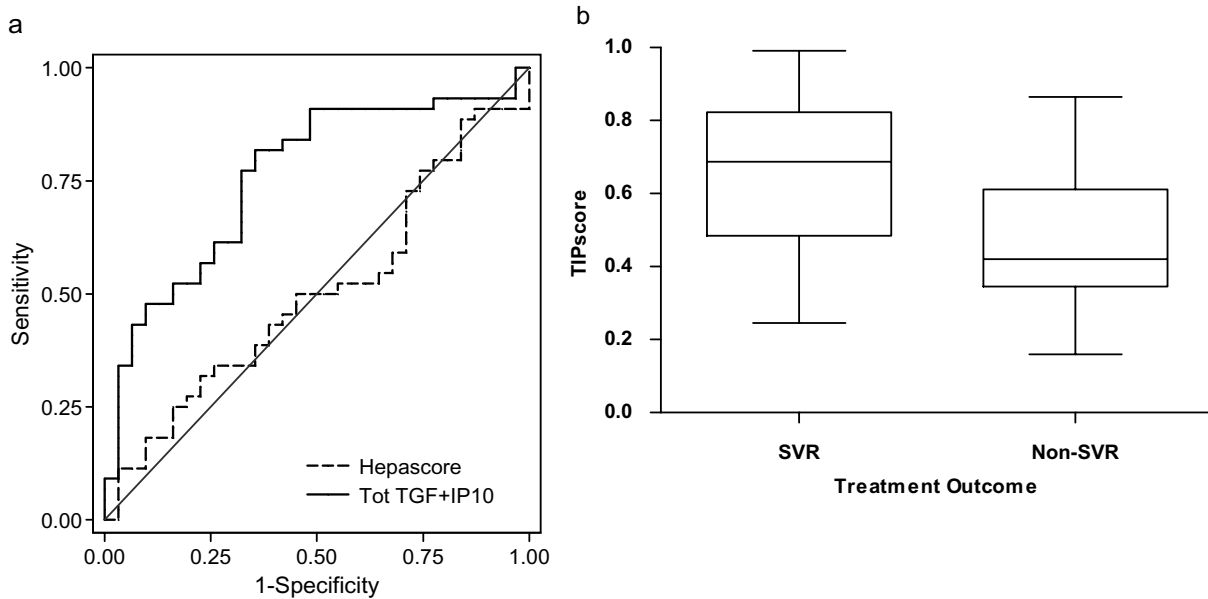 a
1.00
0.75
0.50
0.25
0.00
Sensitivity
0.00 0.25 0.50 0.75 1.00
1-Specificity
Hepascore
Tot TGF+IP10
b
1.0
0.8
0.6
0.4
0.2
0.0
TIPscore
SVR Non-SVR
Treatment Outcome